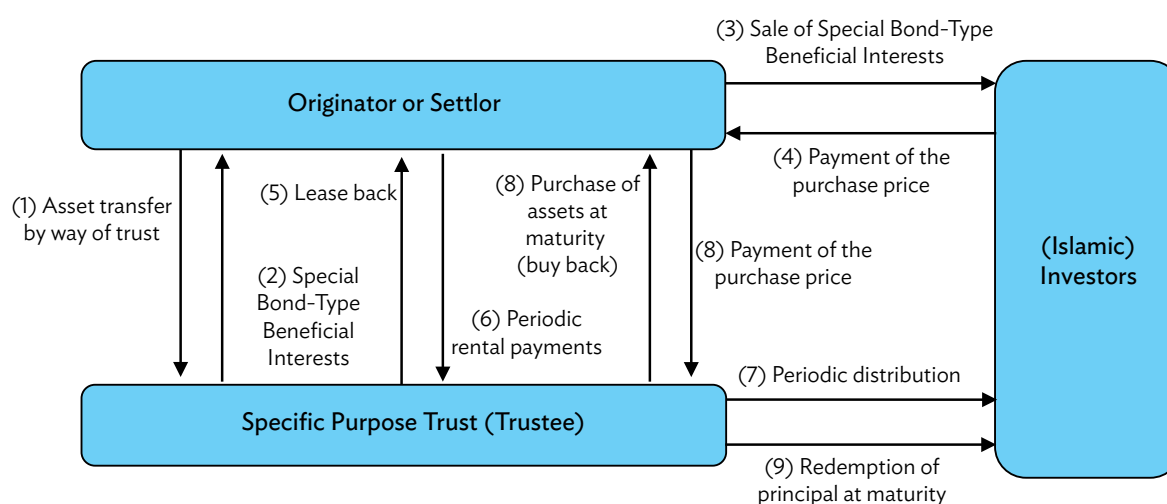 (3) Sale of Special Bond-Type
Beneficial Interests
Originator or Settlor
(4) Payment of the
purchase price
(1) Asset transfer
by way of trust
(5) Lease back
(8) Purchase of
assets at
maturity
(buy back)
(8) Payment of the
purchase price
(Islamic)
Investors
(2) Special
Bond-Type
Beneficial
Interests
(6) Periodic
rental payments
(7) Periodic distribution
Specific Purpose Trust (Trustee)
(9) Redemption of
principal at maturity